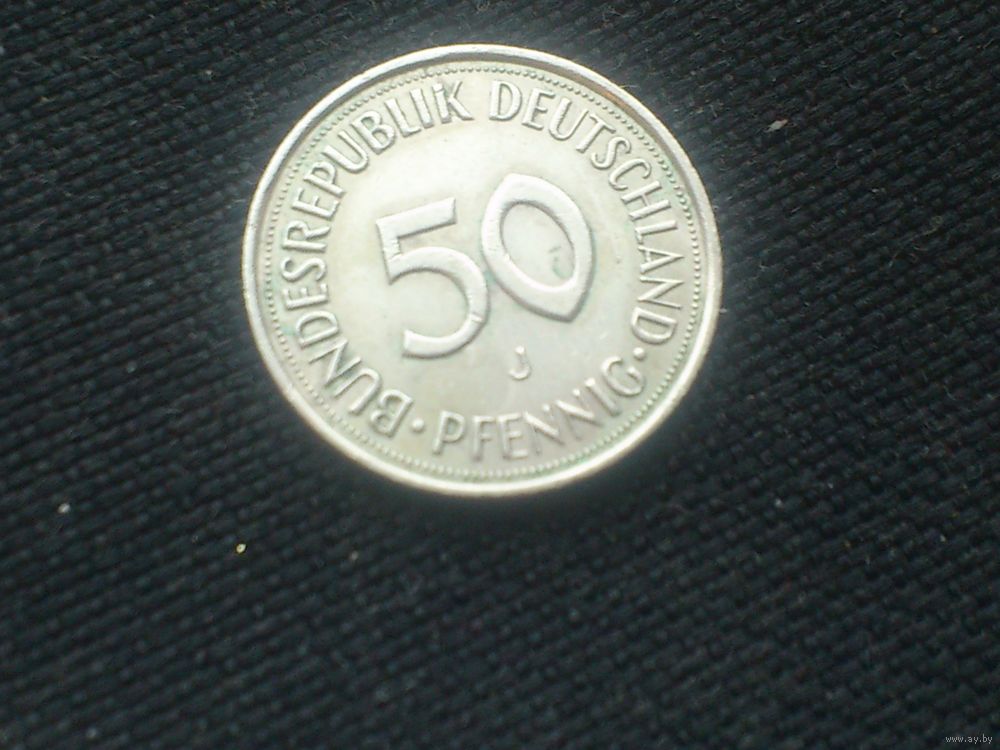 BUNDESREPUBLIK DEUTSCHLAND
50
J
· PFENNIG ·
www.ay.by